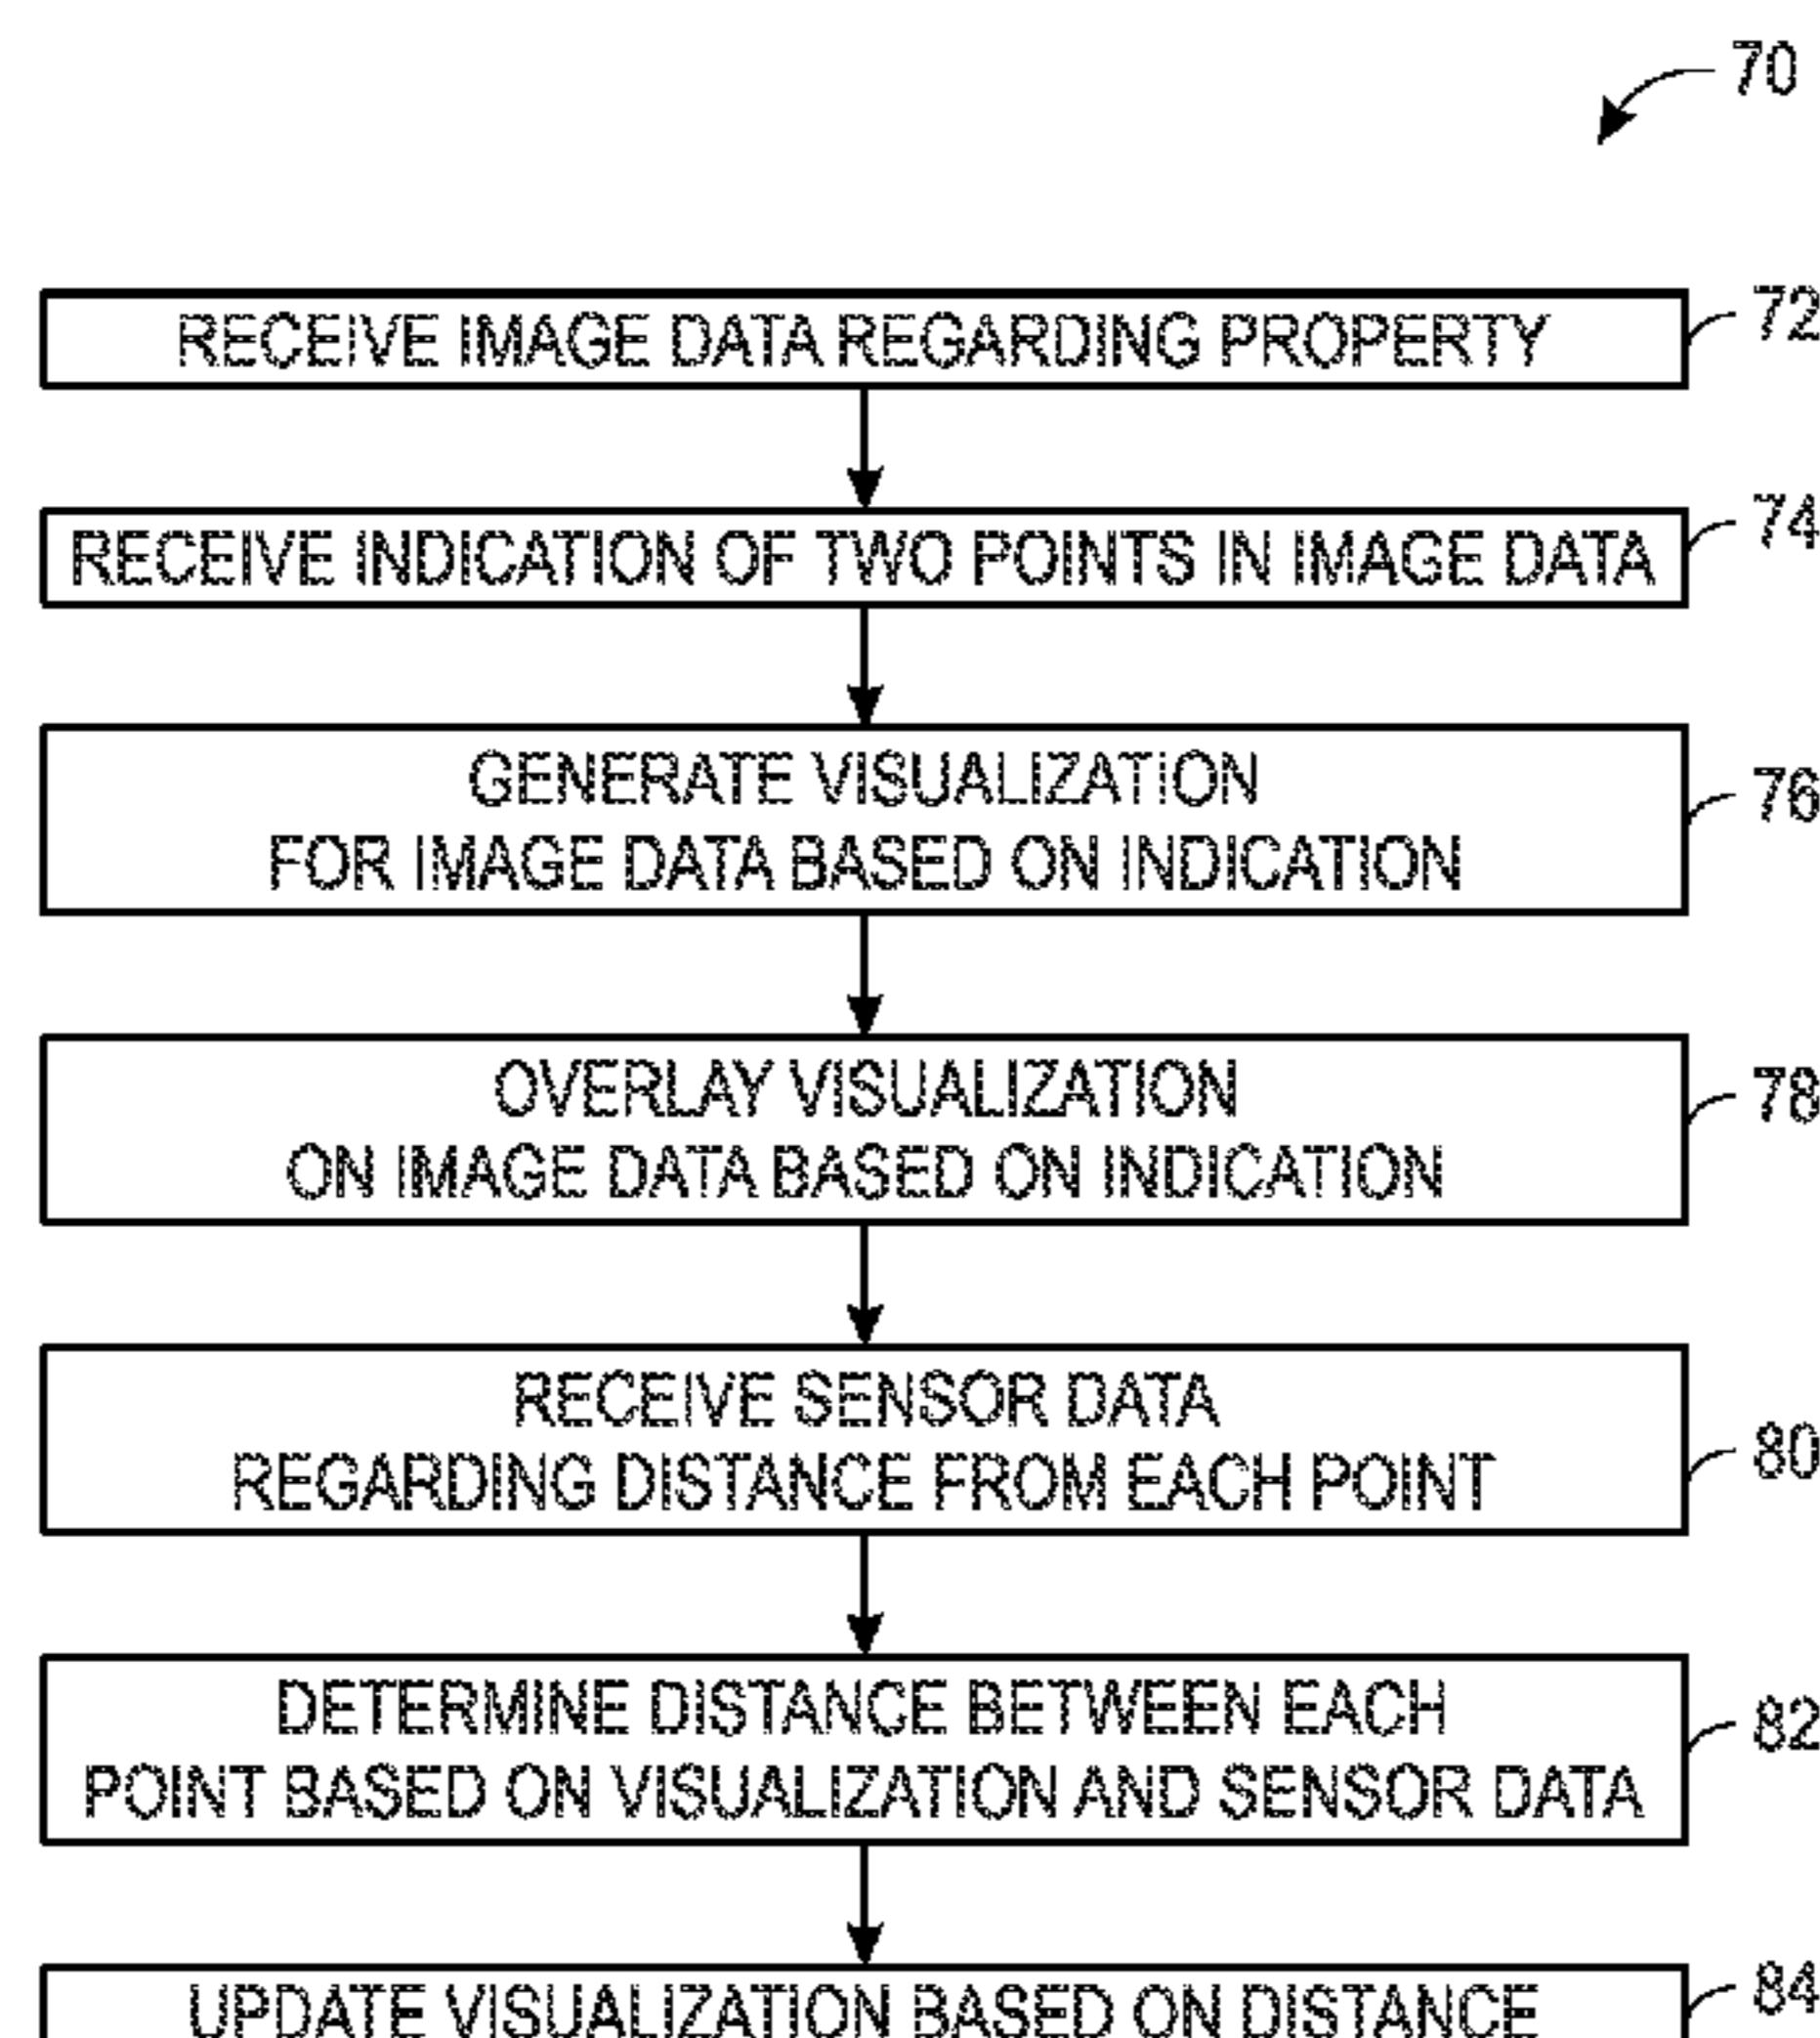 70
RECEIVE IMAGE DATA REGARDING PROPERTY
72
RECEIVE INDICATION OF TWO POINTS IN IMAGE DATA
74
GENERATE VISUALIZATION
FOR IMAGE DATA BASED ON INDICATION
76
OVERLAY VISUALIZATION
ON IMAGE DATA BASED ON INDICATION
78
RECEIVE SENSOR DATA
REGARDING DISTANCE FROM EACH POINT
80
DETERMINE DISTANCE BETWEEN EACH
POINT BASED ON VISUALIZATION AND SENSOR DATA
82
UPDATE VISUALIZATION BASED ON DISTANCE
84